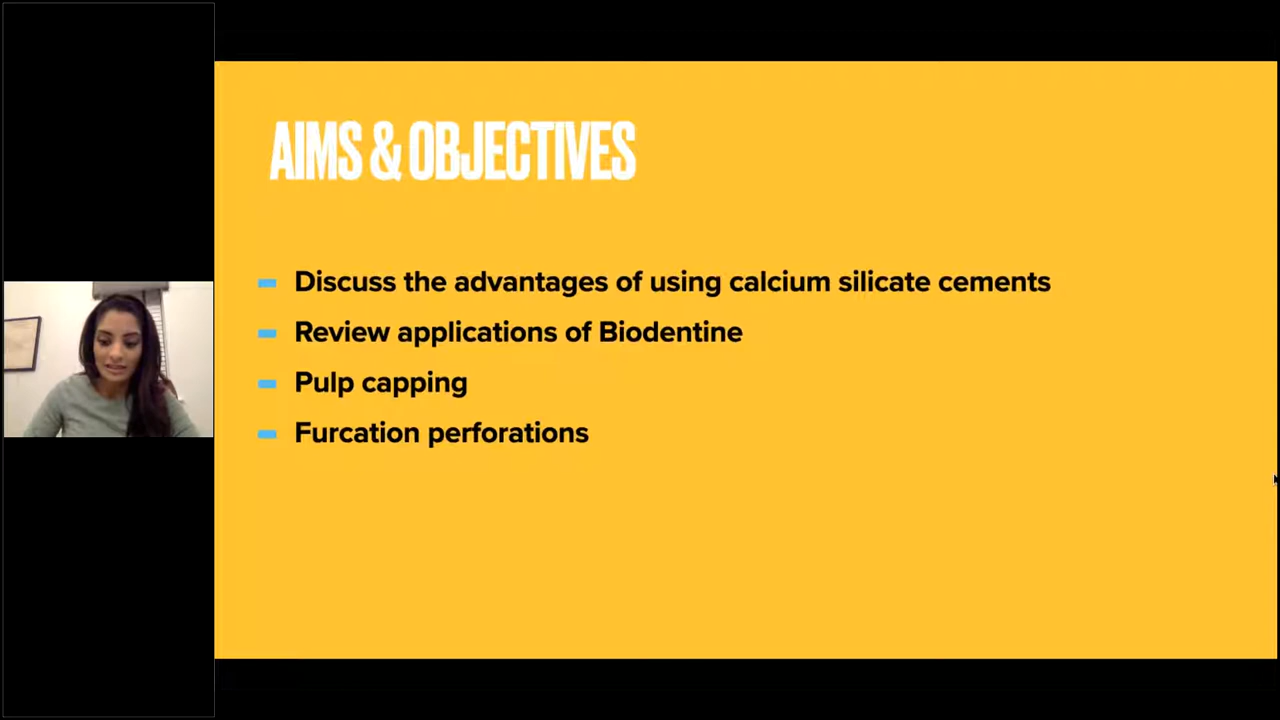 AIMS & OBJECTIVES
Discuss the advantages of using calcium silicate cements
Review applications of Biodentine
Pulp capping
Furcation perforations